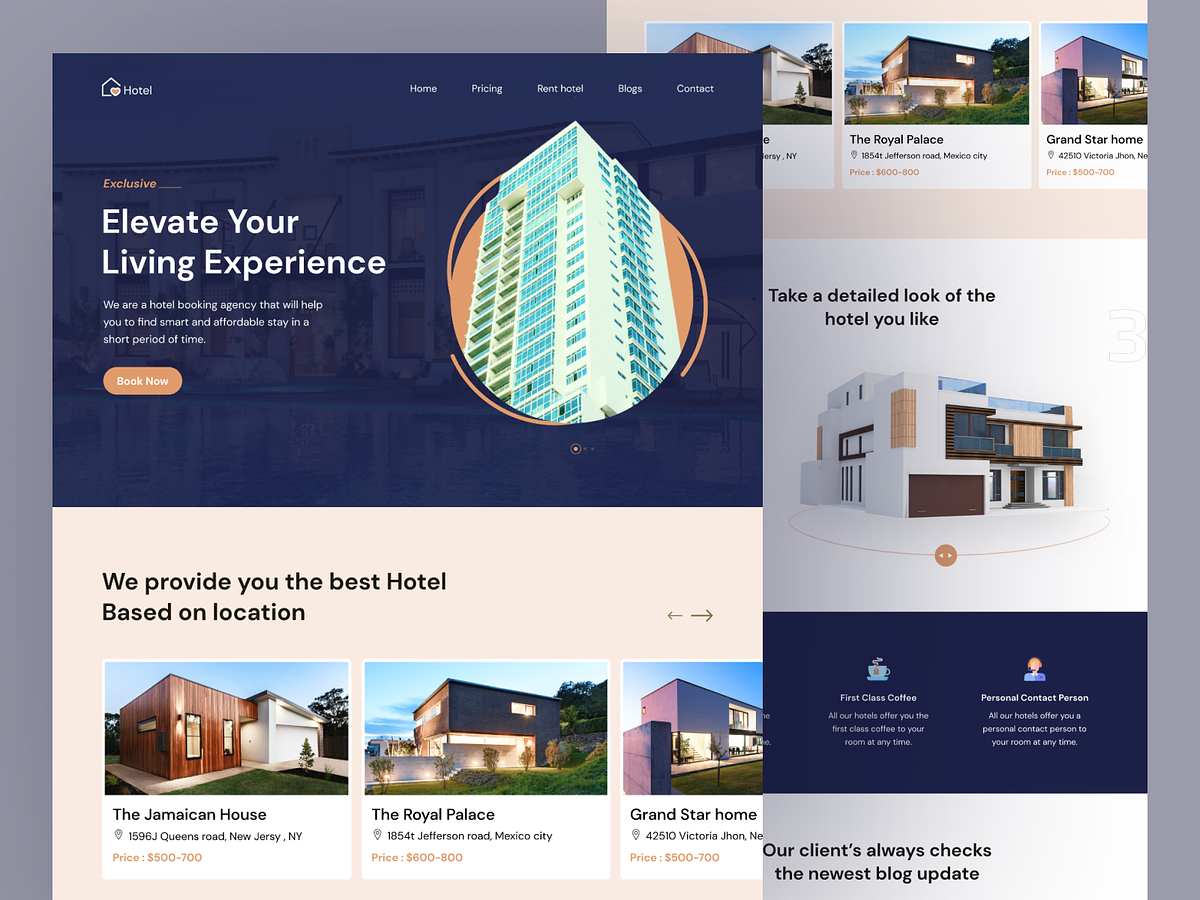 Hotel
Home
Pricing
Rent hotel
Blogs
Contact
Exclusive
Elevate Your
Living Experience
We are a hotel booking agency that will help
you to find smart and affordable stay in a
short period of time.
Book Now
We provide you the best Hotel
Based on location
The Jamaican House
1596J Queens road, New Jersy , NY
Price : $500-700
The Royal Palace
1854t Jefferson road, Mexico city
Price : $600-800
Grand Star home
42510 Victoria Jhon, Ne
Price : $500-700
e
Jersy , NY
The Royal Palace
1854t Jefferson road, Mexico city
Price : $600-800
Grand Star home
42510 Victoria Jhon, Ne
Price : $500-700
Take a detailed look of the
hotel you like
3
First Class Coffee
All our hotels offer you the
first class coffee to your
room at any time.
Personal Contact Person
All our hotels offer you a
personal contact person to
your room at any time.
Our client's always checks
the newest blog update